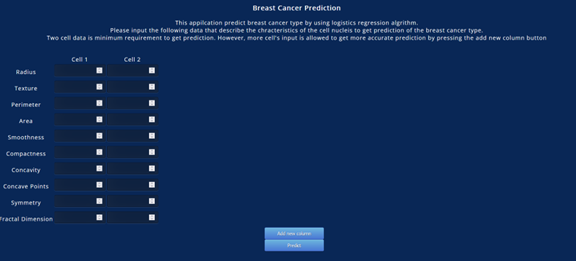 Breast Cancer Prediction
This appilcation predict breast cancer type by using logistics regression algrithm.
Please input the following data that describe the chracteristics of the cell nucleis to get prediction of the breast cancer type.
Two cell data is minimum requirement to get prediction. However, more cell's input is allowed to get more accurate prediction by pressing the add new column button
Cell 1 Cell 2
Radius
Texture
Perimeter
Area
Smoothness
Compactness
Concavity
Concave Points
Symmetry
Fractal Dimension
Add new column
Predict